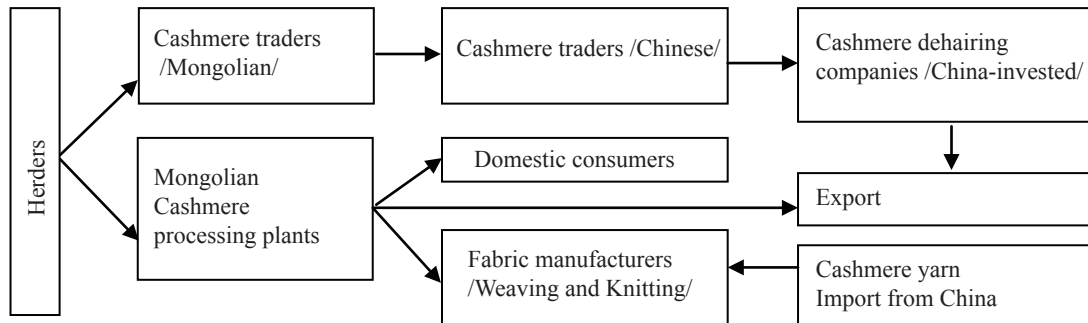 Herders
Cashmere traders
/Mongolian/
Cashmere traders /Chinese/
Cashmere dehairing
companies /China-invested/
Mongolian
Cashmere
processing plants
Domestic consumers
Export
Fabric manufacturers
/Weaving and Knitting/
Cashmere yarn
Import from China